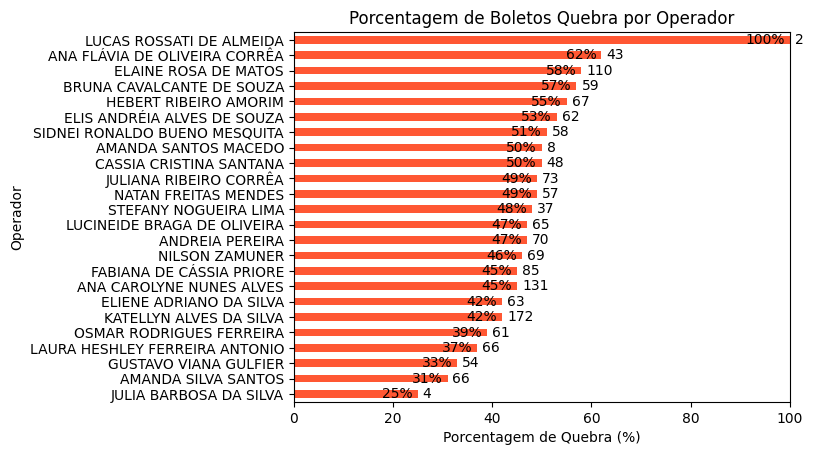 Porcentagem de Boletos Quebra por Operador
LUCAS ROSSATI DE ALMEIDA 100% 2
ANA FLÁVIA DE OLIVEIRA CORRÊA 62% 43
ELAINE ROSA DE MATOS 58% 110
BRUNA CAVALCANTE DE SOUZA 57% 59
HEBERT RIBEIRO AMORIM 55% 67
ELIS ANDRÉIA ALVES DE SOUZA 53% 62
SIDNEI RONALDO BUENO MESQUITA 51% 58
AMANDA SANTOS MACEDO 50% 8
CASSIA CRISTINA SANTANA 50% 48
JULIANA RIBEIRO CORRÊA 49% 73
NATAN FREITAS MENDES 49% 57
STEFANY NOGUEIRA LIMA 48% 37
LUCINEIDE BRAGA DE OLIVEIRA 47% 65
ANDREIA PEREIRA 47% 70
NILSON ZAMUNER 46% 69
FABIANA DE CÁSSIA PRIORE 45% 85
ANA CAROLYNE NUNES ALVES 45% 131
ELIENE ADRIANO DA SILVA 42% 63
KATELLYN ALVES DA SILVA 42% 172
OSMAR RODRIGUES FERREIRA 39% 61
LAURA HESHLEY FERREIRA ANTONIO 37% 66
GUSTAVO VIANA GULFIER 33% 54
AMANDA SILVA SANTOS 31% 66
JULIA BARBOSA DA SILVA 25% 4
Operador
0 20 40 60 80 100
Porcentagem de Quebra (%)